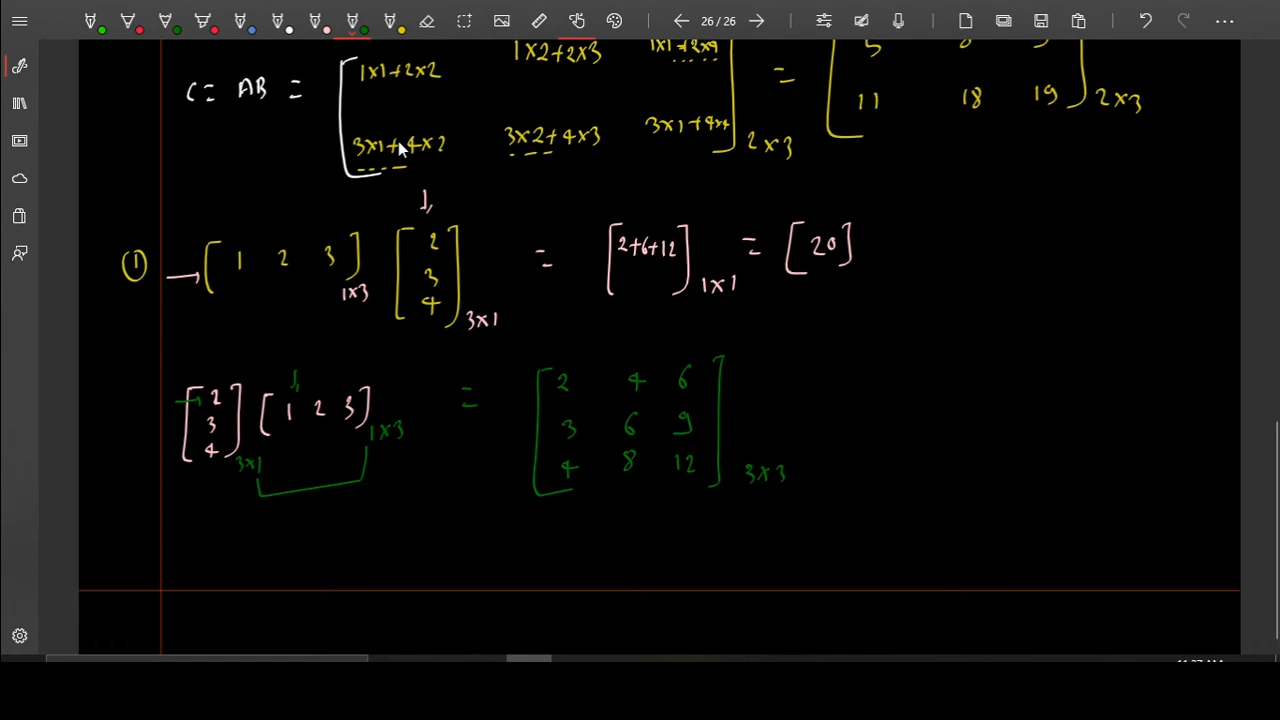 26/26
1x2+2x3
1x1+2x2
C = AB = =
5
3x1+4x2 3x2+4x3 3x1+4x4 2x3
11 18 19 2x3
① [1 2 3] 1x3 [2 = [2+6+12] 1x1 = [20]
3
4] 3x1
[2 [1 2 3] 1x3 = [2 4 6
3 3 6 9
4] 3x1 4 8 12] 3x3